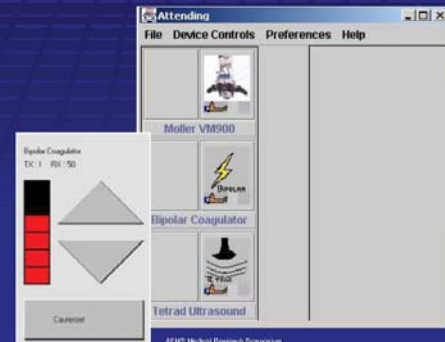 Attending
File Device Controls Preferences Help
Moller VM900
BIPOLAR
Bipolar Coagulator
Tetrad Ultrasound
Bipolar Coagulator
TX: 1 RX: 50
Cauterize!